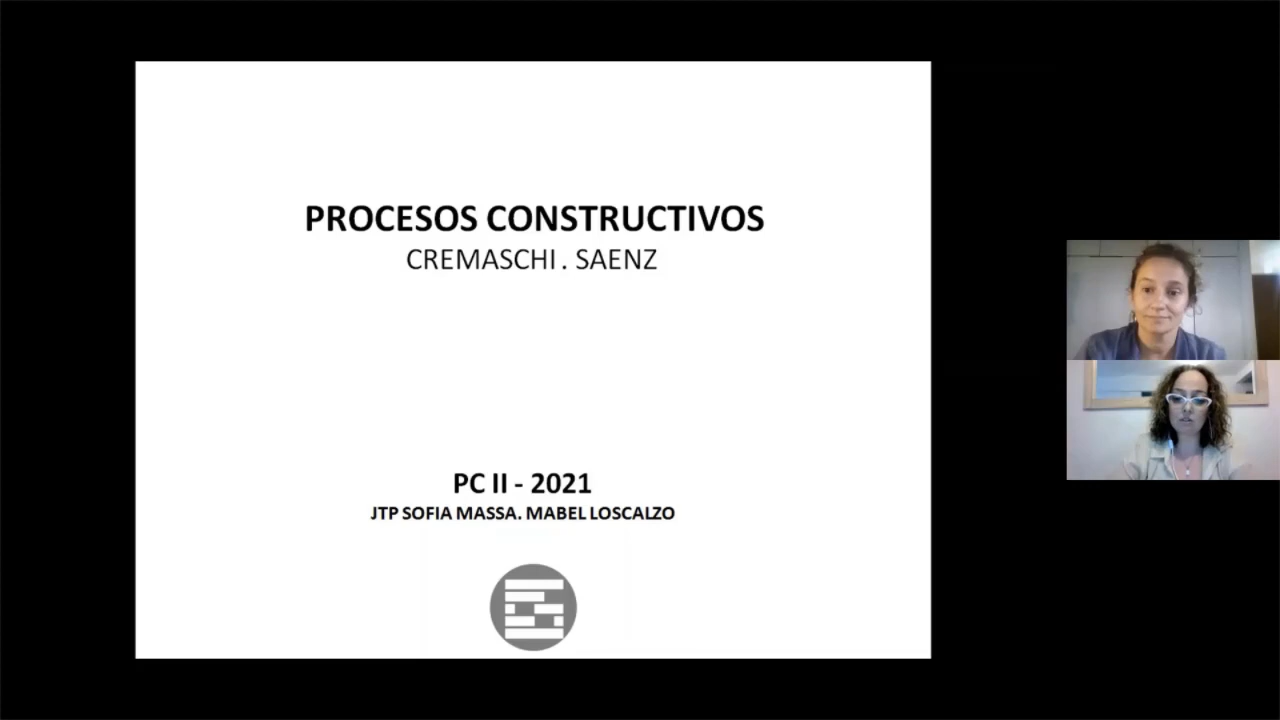 PROCESOS CONSTRUCTIVOS
CREMASCHI. SAENZ
PC II - 2021
JTP SOFIA MASSA. MABEL LOSCALZO